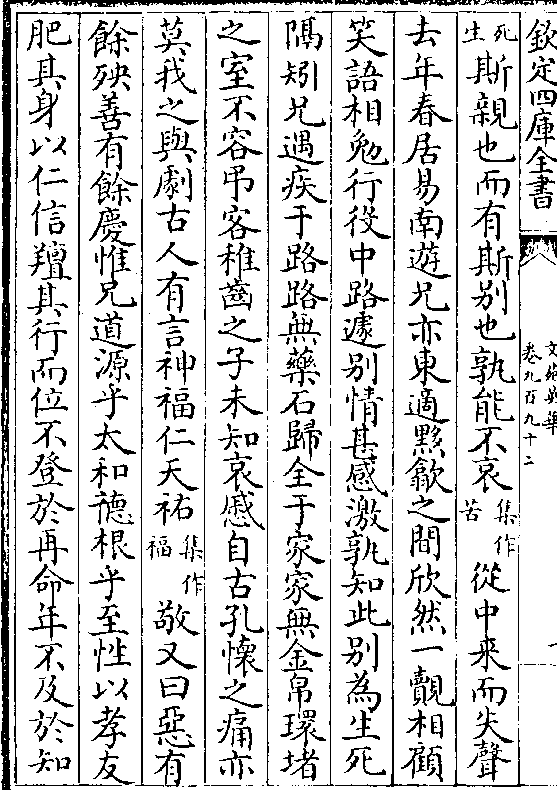 欽定四庫全書
文苑英華
卷九百九十二
生死斯親也而有斯別也孰能不哀集作苦從中来而失聲
去年春居易南遊兄亦東適黟歙之間欣然一覿相顧
笑語相勉行役中路遽别情甚感激孰知此别為生死
隔矧兄遇疾于路路無藥石歸全于家家無金帛環堵
之室不容弔客稚齒之子未知哀慼自古孔懐之痛亦
莫我之與劇古人有言神福仁天祐集作福敬又曰惡有
餘殃善有餘慶惟兄道源乎太和徳根乎至性以孝友
肥其身以仁信羶其行而位不登於再命年不及於知